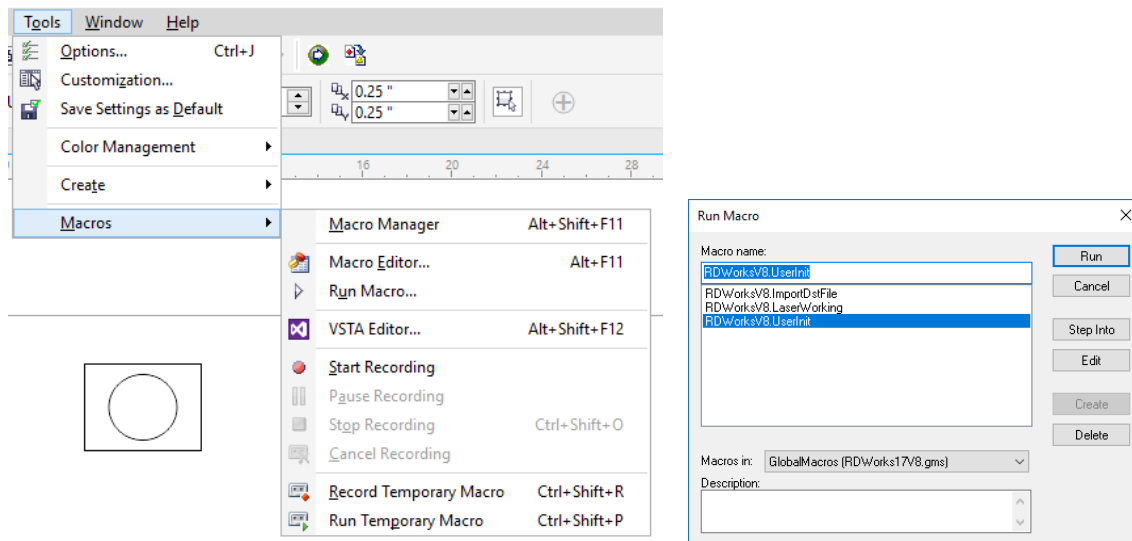 Tools Window Help
Options... Ctrl+J
Customization...
Save Settings as Default
Color Management
Create
Macros
x 0.25 "
y 0.25 "
16 20 24 28
Macro Manager Alt+Shift+F11
Macro Editor... Alt+F11
Run Macro...
VSTA Editor... Alt+Shift+F12
Start Recording
Pause Recording
Stop Recording Ctrl+Shift+O
Cancel Recording
Record Temporary Macro Ctrl+Shift+R
Run Temporary Macro Ctrl+Shift+P
Run Macro
Macro name:
RDWorksV8.UserInit
RDWorksV8.ImportDstFile
RDWorksV8.LaserWorking
RDWorksV8.UserInit
Run
Cancel
Step Into
Edit
Create
Delete
Macros in: GlobalMacros (RDWorks17V8.gms)
Description: